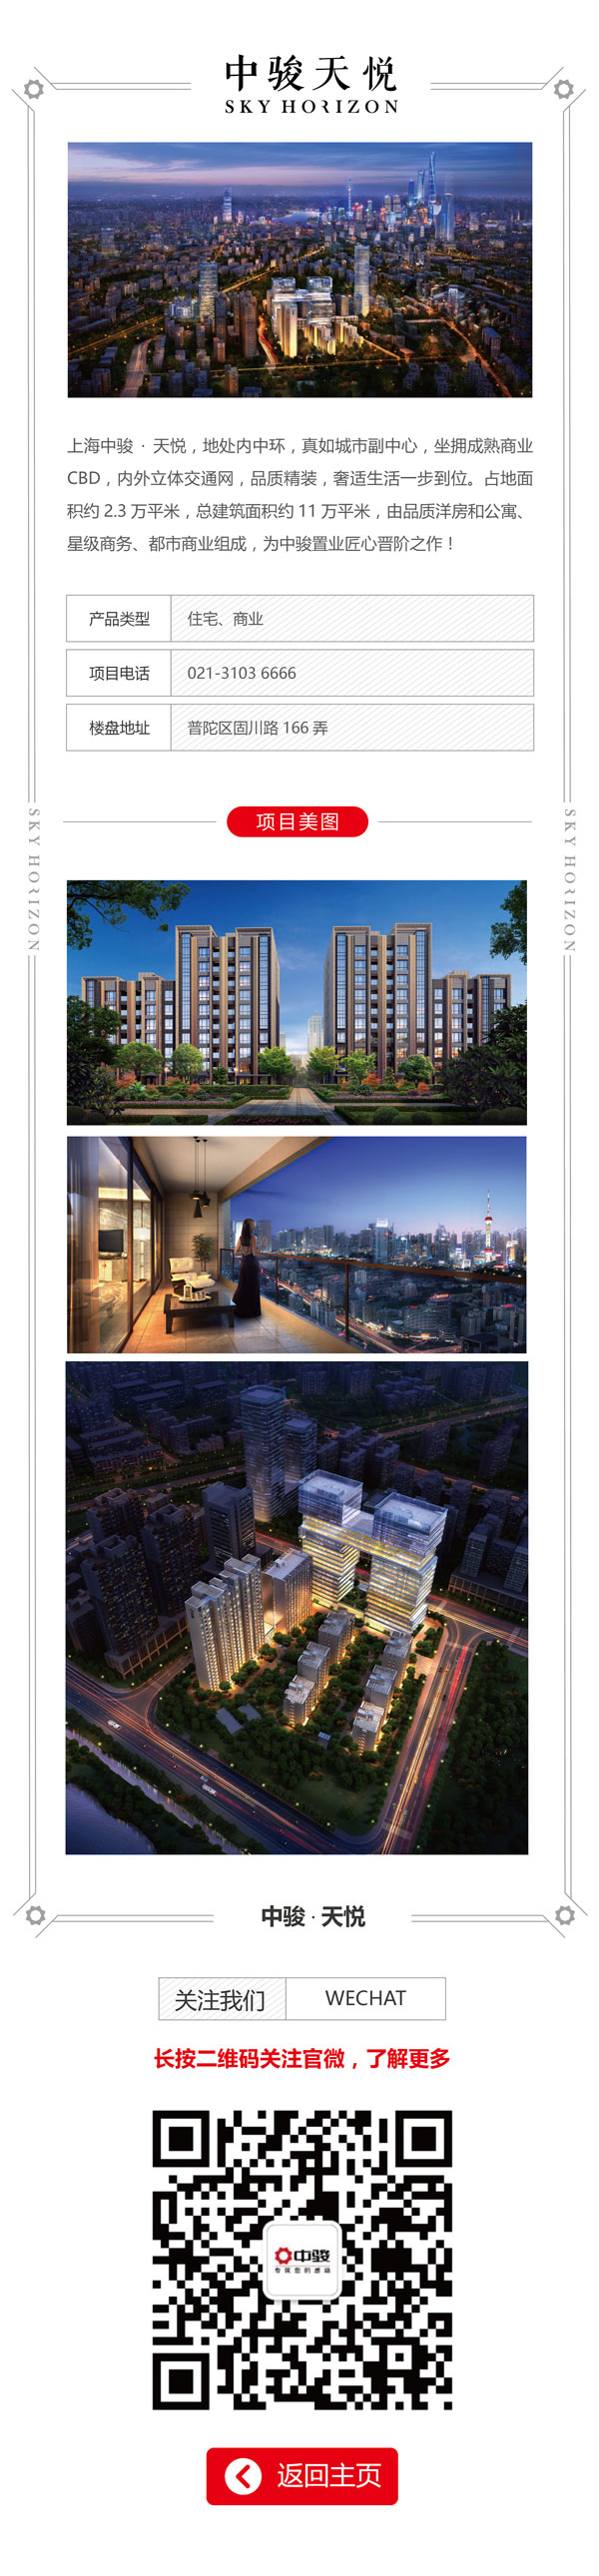 中骏天悦
SKY HORIZON
上海中骏 · 天悦，地处内中环，真如城市副中心，坐拥成熟商业
CBD，内外立体交通网，品质精装，奢适生活一步到位。占地面
积约 2.3 万平米，总建筑面积约 11 万平米，由品质洋房和公寓、
星级商务、都市商业组成，为中骏置业匠心晋阶之作！
产品类型 住宅、商业
项目电话 021-3103 6666
楼盘地址 普陀区固川路 166 弄
SKY HORIZON
项目美图
SKY HORIZON
中骏 · 天悦
关注我们 WECHAT
长按二维码关注官微，了解更多
中骏
专筑您的感动
返回主页